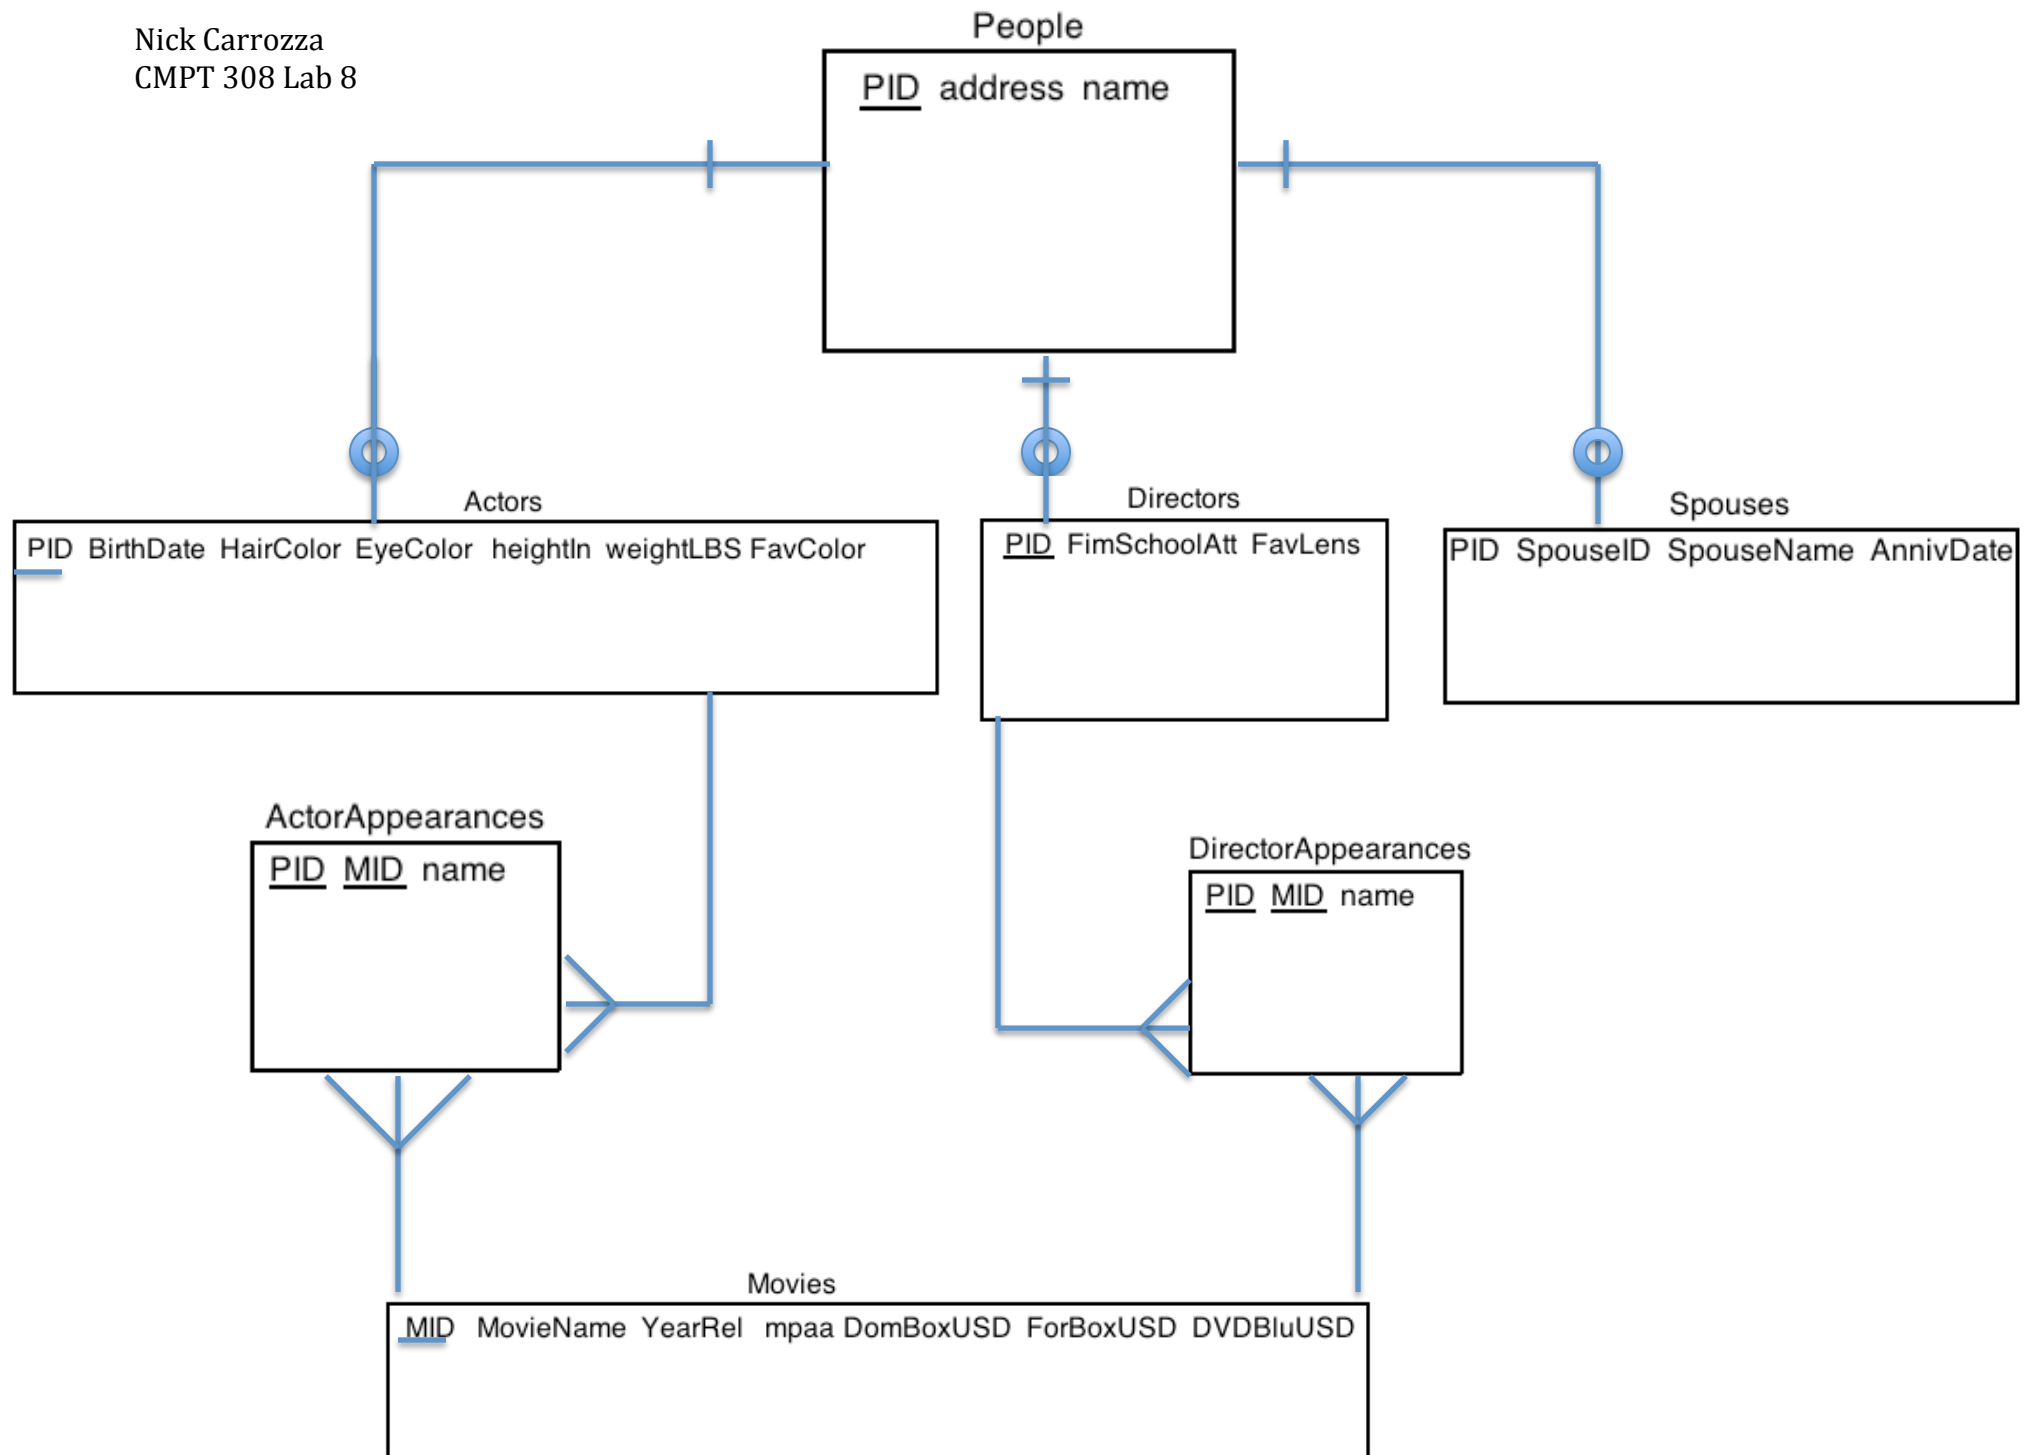 Nick Carrozza
CMPT 308 Lab 8
People
PID address name
Actors
PID BirthDate HairColor EyeColor heightIn weightLBS FavColor
Directors
PID FimSchoolAtt FavLens
Spouses
PID SpouseID SpouseName AnnivDate
ActorAppearances
PID MID name
DirectorAppearances
PID MID name
Movies
MID MovieName YearRel mpaa DomBoxUSD ForBoxUSD DVDBluUSD